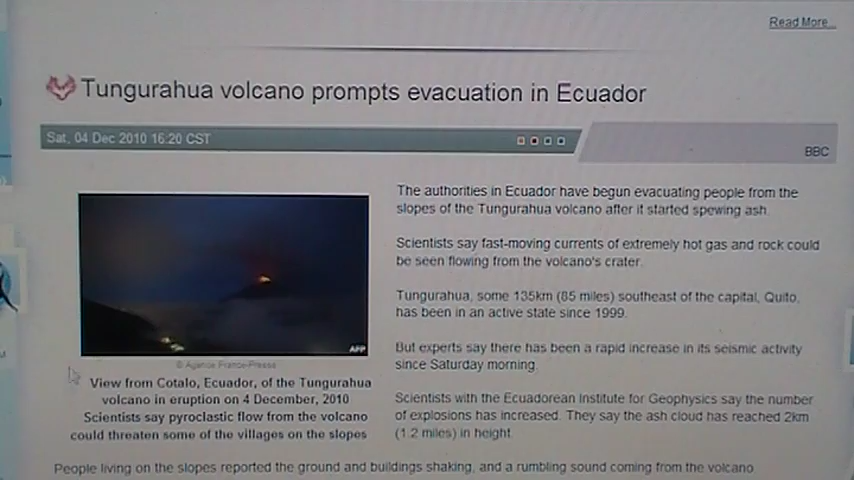 Read More...
Tungurahua volcano prompts evacuation in Ecuador
Sat, 04 Dec 2010 16:20 CST
BBC
The authorities in Ecuador have begun evacuating people from the
slopes of the Tungurahua volcano after it started spewing ash.
Scientists say fast-moving currents of extremely hot gas and rock could
be seen flowing from the volcano's crater.
Tungurahua, some 135km (85 miles) southeast of the capital, Quito,
has been in an active state since 1999.
But experts say there has been a rapid increase in its seismic activity
since Saturday morning.
Scientists with the Ecuadorean Institute for Geophysics say the number
of explosions has increased. They say the ash cloud has reached 2km
(1.2 miles) in height.
AFP
© Agence France-Presse
View from Cotalo, Ecuador, of the Tungurahua
volcano in eruption on 4 December, 2010
Scientists say pyroclastic flow from the volcano
could threaten some of the villages on the slopes
People living on the slopes reported the ground and buildings shaking, and a rumbling sound coming from the volcano